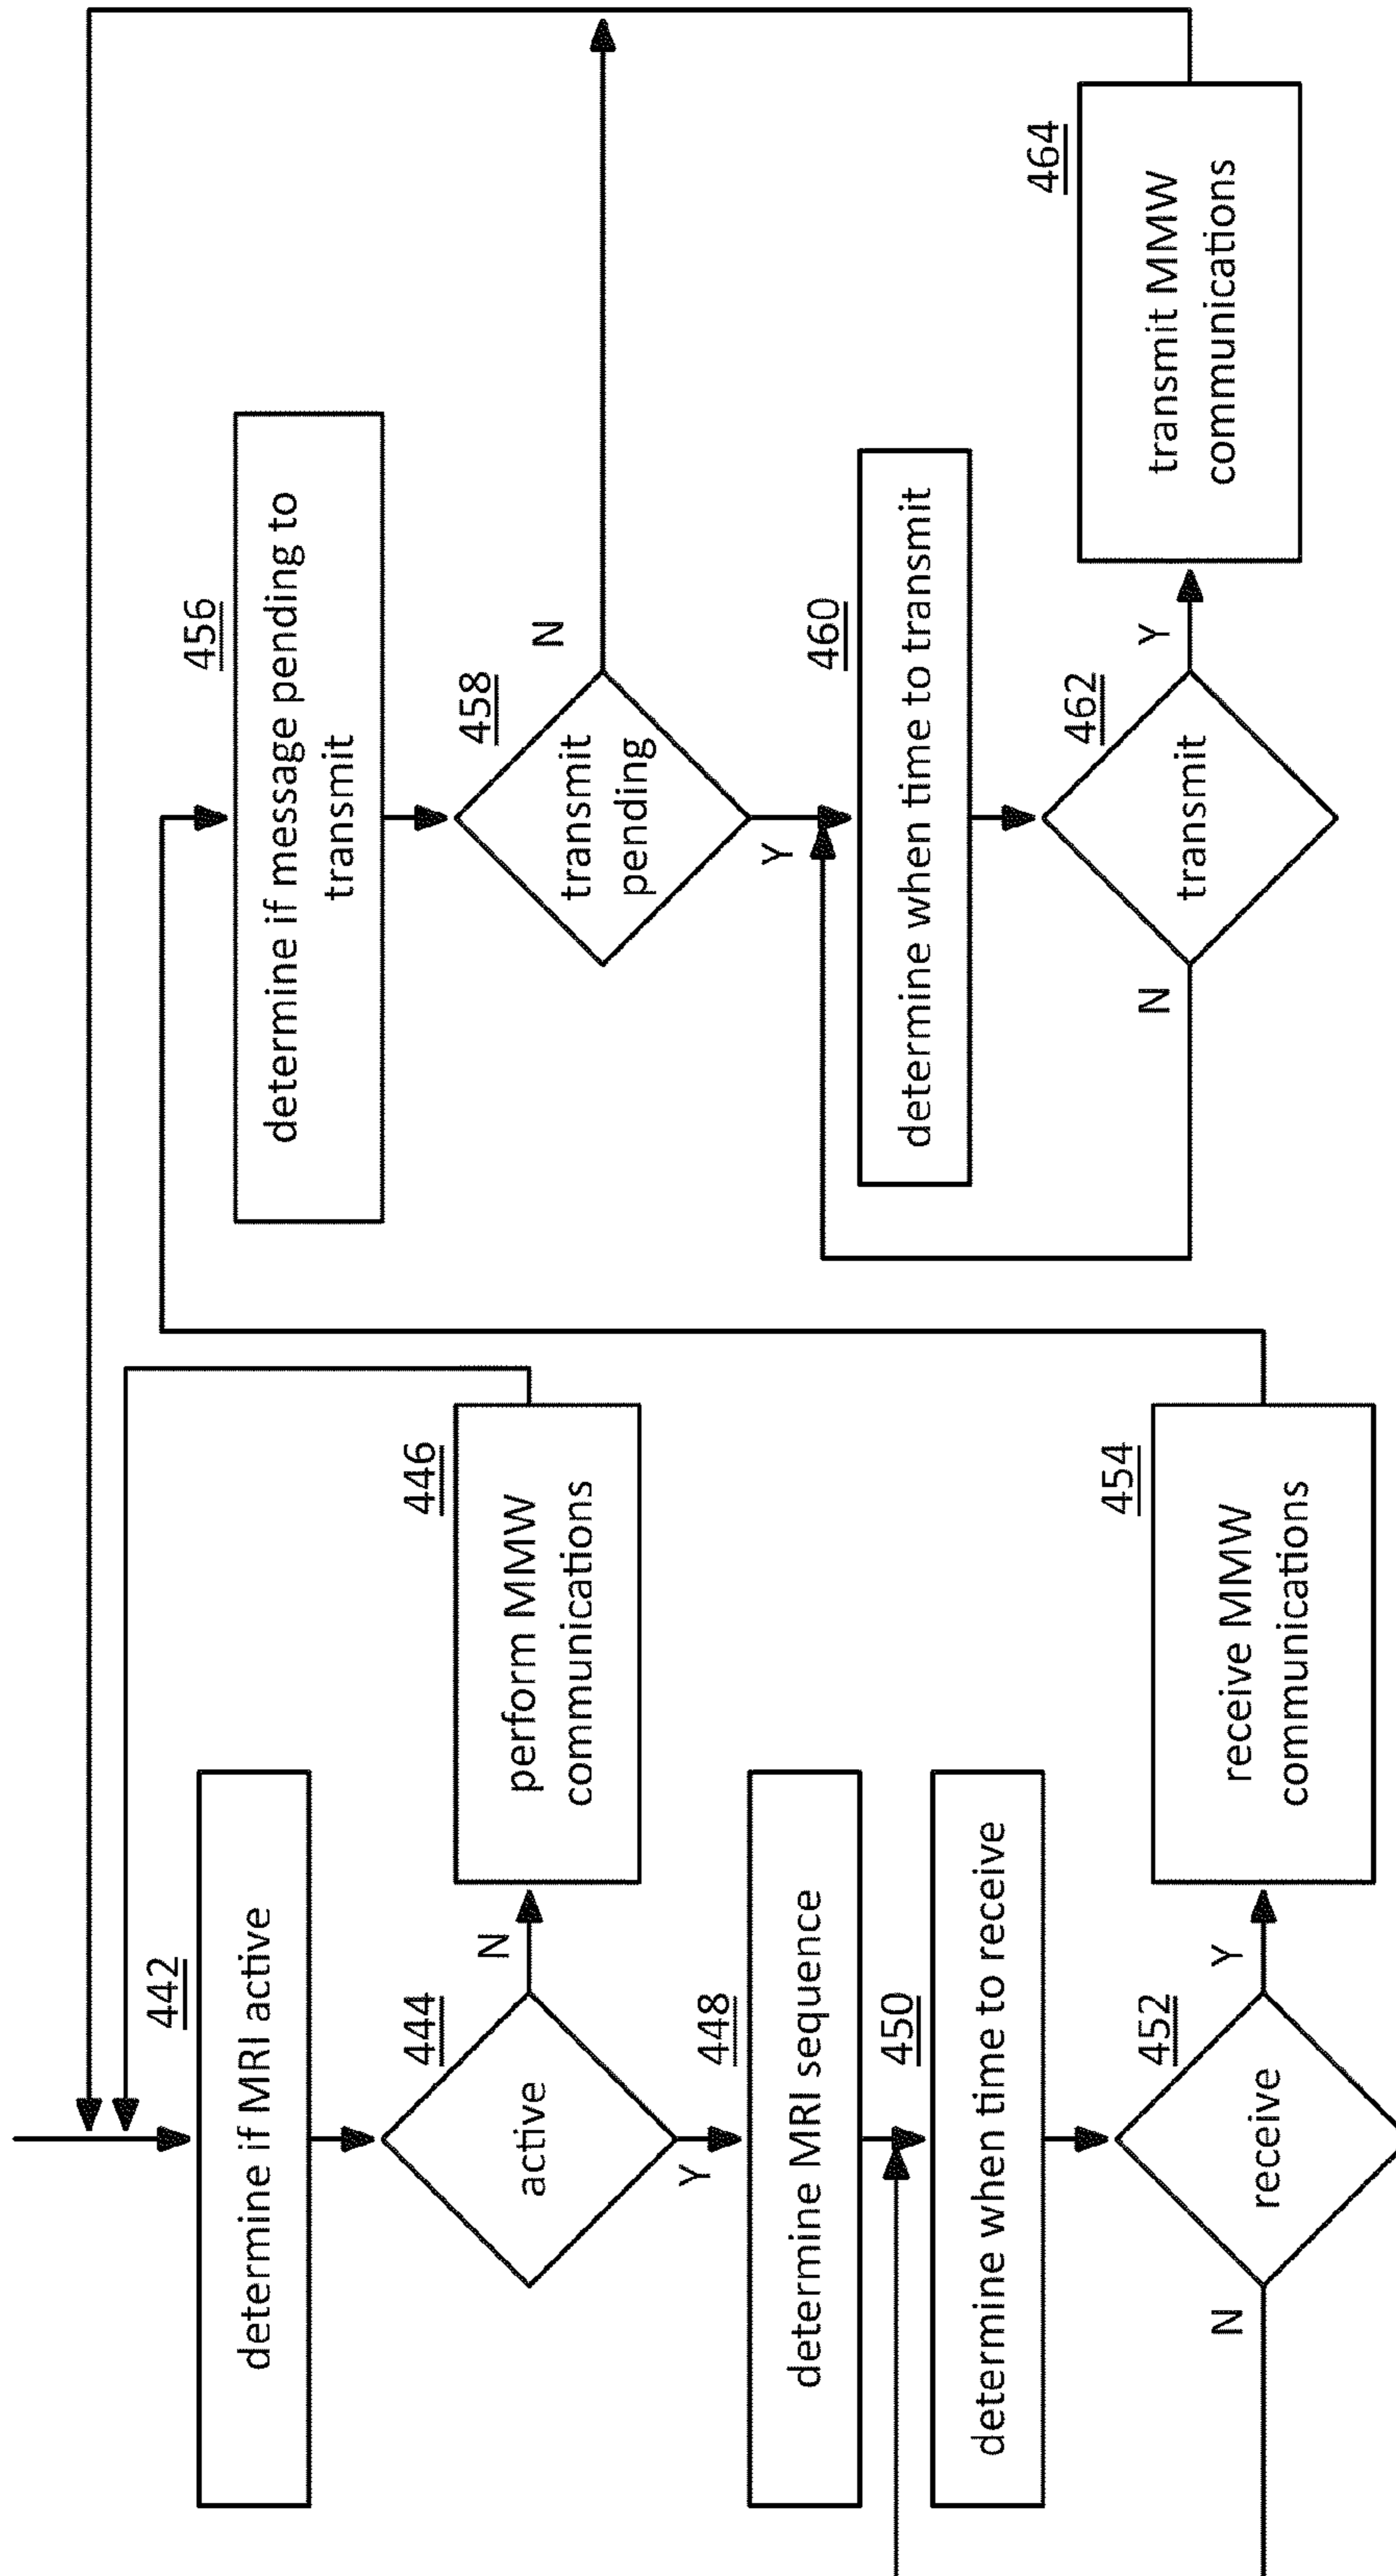 442
determine if MRI active
444
active
N
Y
446
perform MMW
communications
448
determine MRI sequence
450
determine when time to receive
452
receive
N
Y
454
receive MMW
communications
456
determine if message pending to
transmit
458
transmit
pending
N
Y
460
determine when time to transmit
462
transmit
N
Y
464
transmit MMW
communications